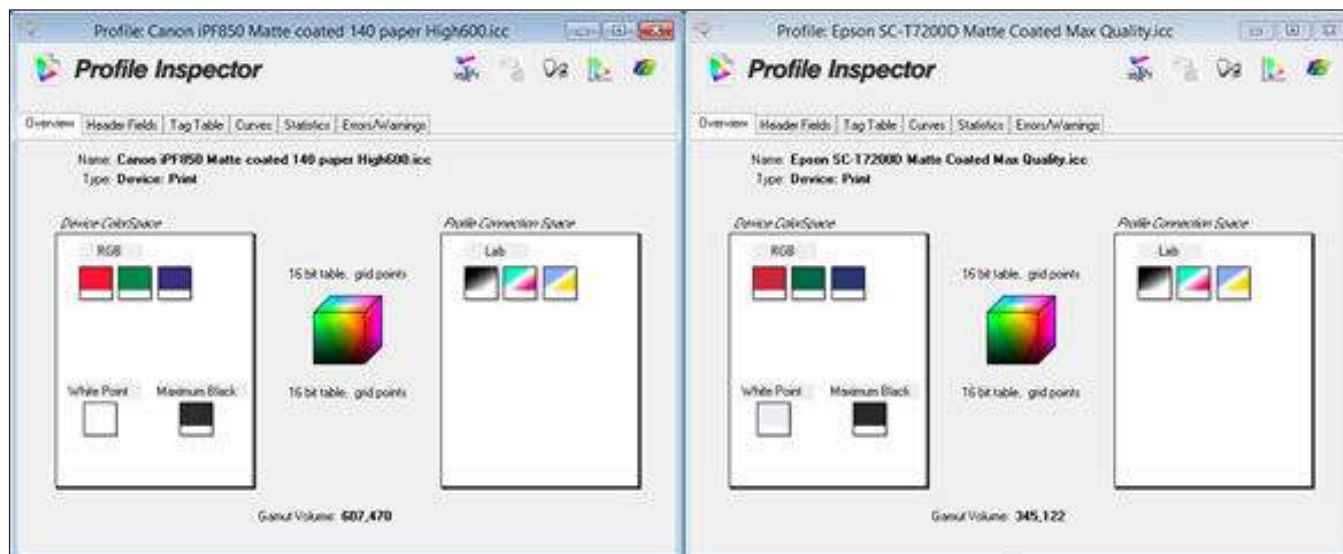 Profile: Canon iPF850 Matte coated 140 paper High600.icc
Profile Inspector
Overview Header Fields Tag Table Curves Statistics Errors/Warnings
Name: Canon iPF850 Matte coated 140 paper High600.icc
Type: Device: Print
Device ColorSpace
Profile Connection Space
RGB
Lab
16 bit table, grid points
16 bit table, grid points
White Point Maximum Black
Gamut Volume: 607,470
Profile: Epson SC-T7200D Matte Coated Max Quality.icc
Profile Inspector
Overview Header Fields Tag Table Curves Statistics Errors/Warnings
Name: Epson SC-T7200D Matte Coated Max Quality.icc
Type: Device: Print
Device ColorSpace
Profile Connection Space
RGB
Lab
16 bit table, grid points
16 bit table, grid points
White Point Maximum Black
Gamut Volume: 345,122